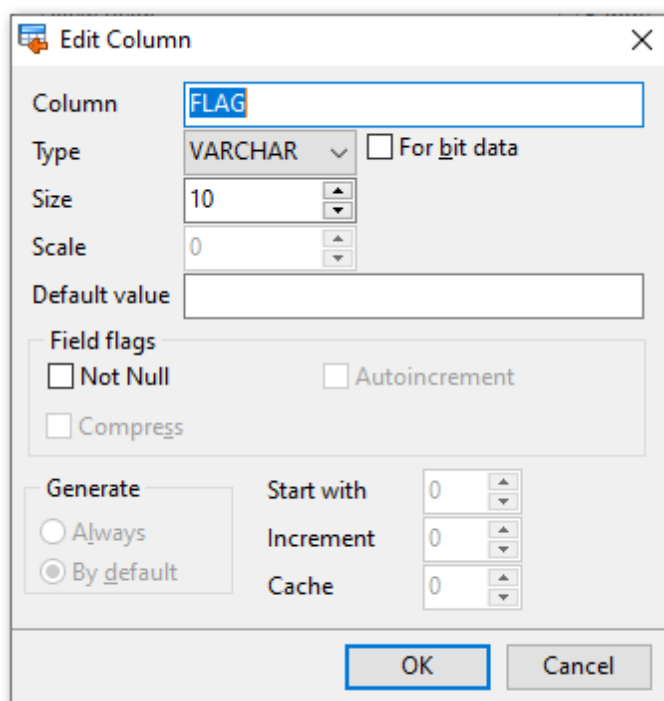 Edit Column
Column FLAG
Type VARCHAR For bit data
Size 10
Scale 0
Default value
Field flags
Not Null Autoincrement
Compress
Generate Start with 0
Always Increment 0
By default Cache 0
OK Cancel